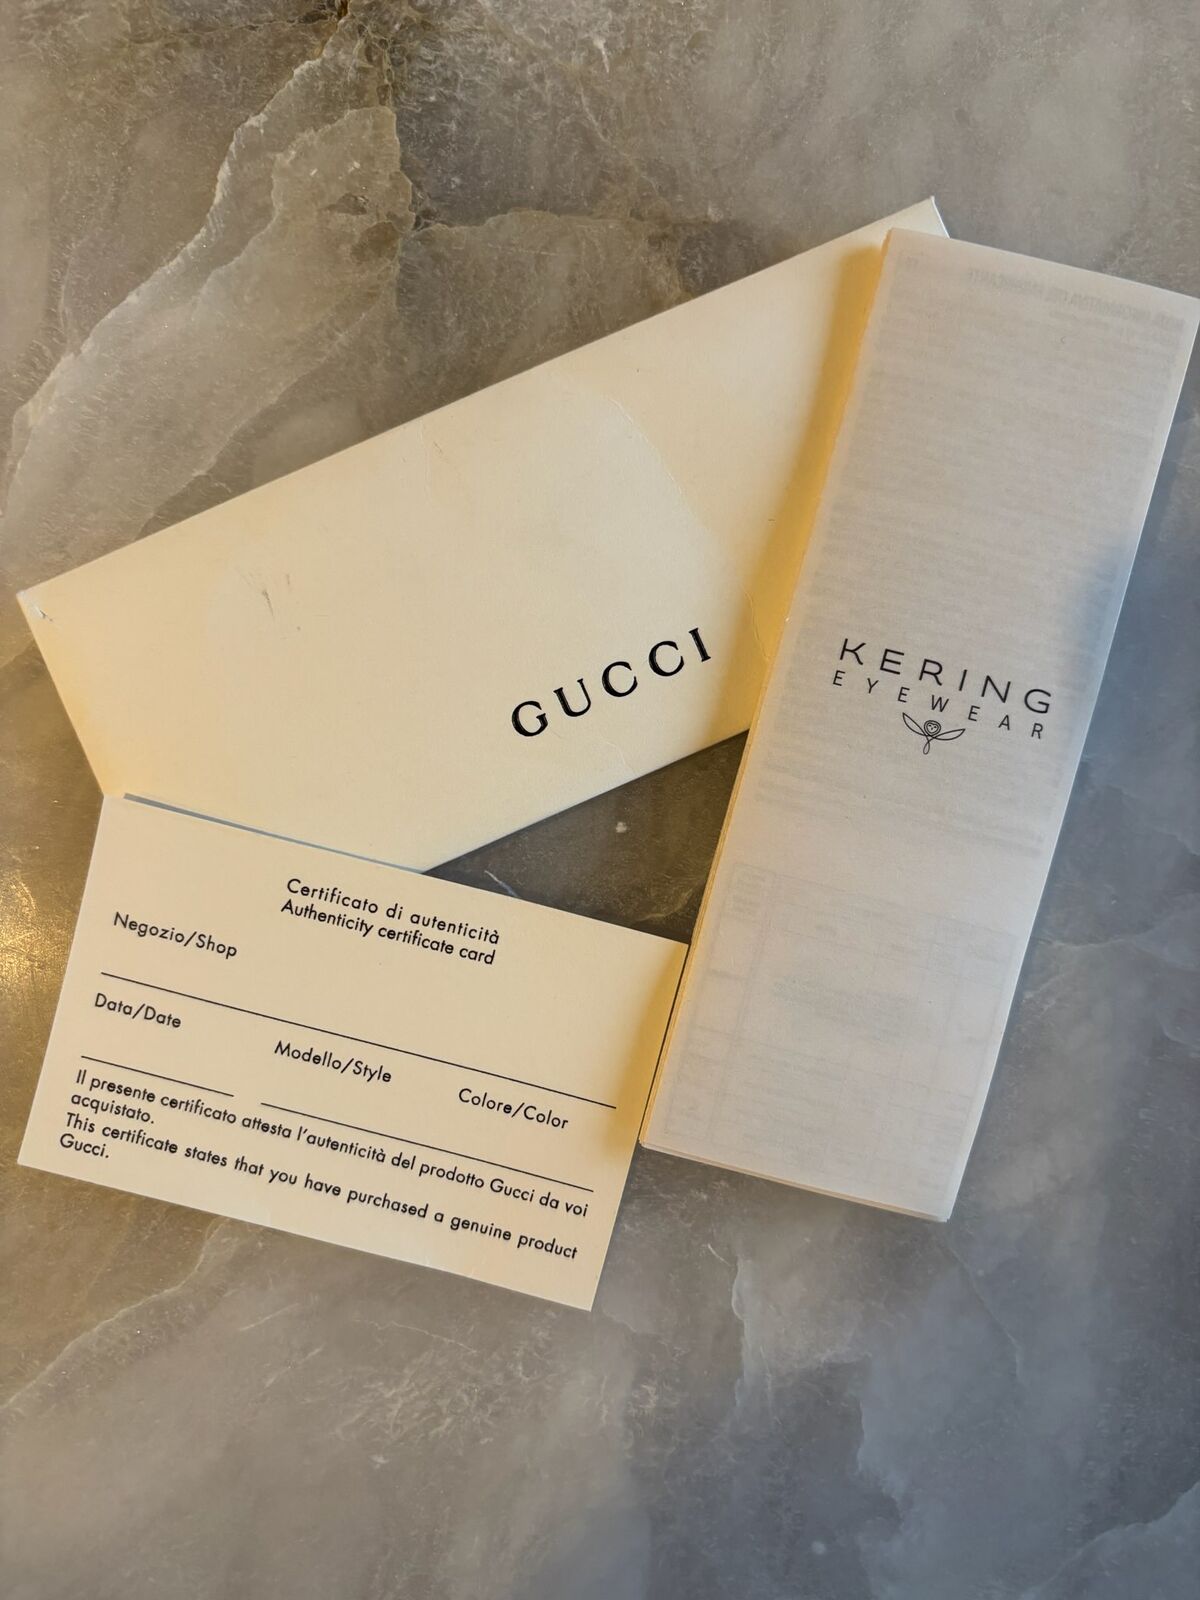 GUCCI
KERING
EYEWEAR
Certificato di autenticità
Authenticity certificate card
Negozio/Shop
Data/Date
Modello/Style
Colore/Color
Il presente certificato attesta l'autenticità del prodotto Gucci da voi
acquistato.
This certificate states that you have purchased a genuine product
Gucci.